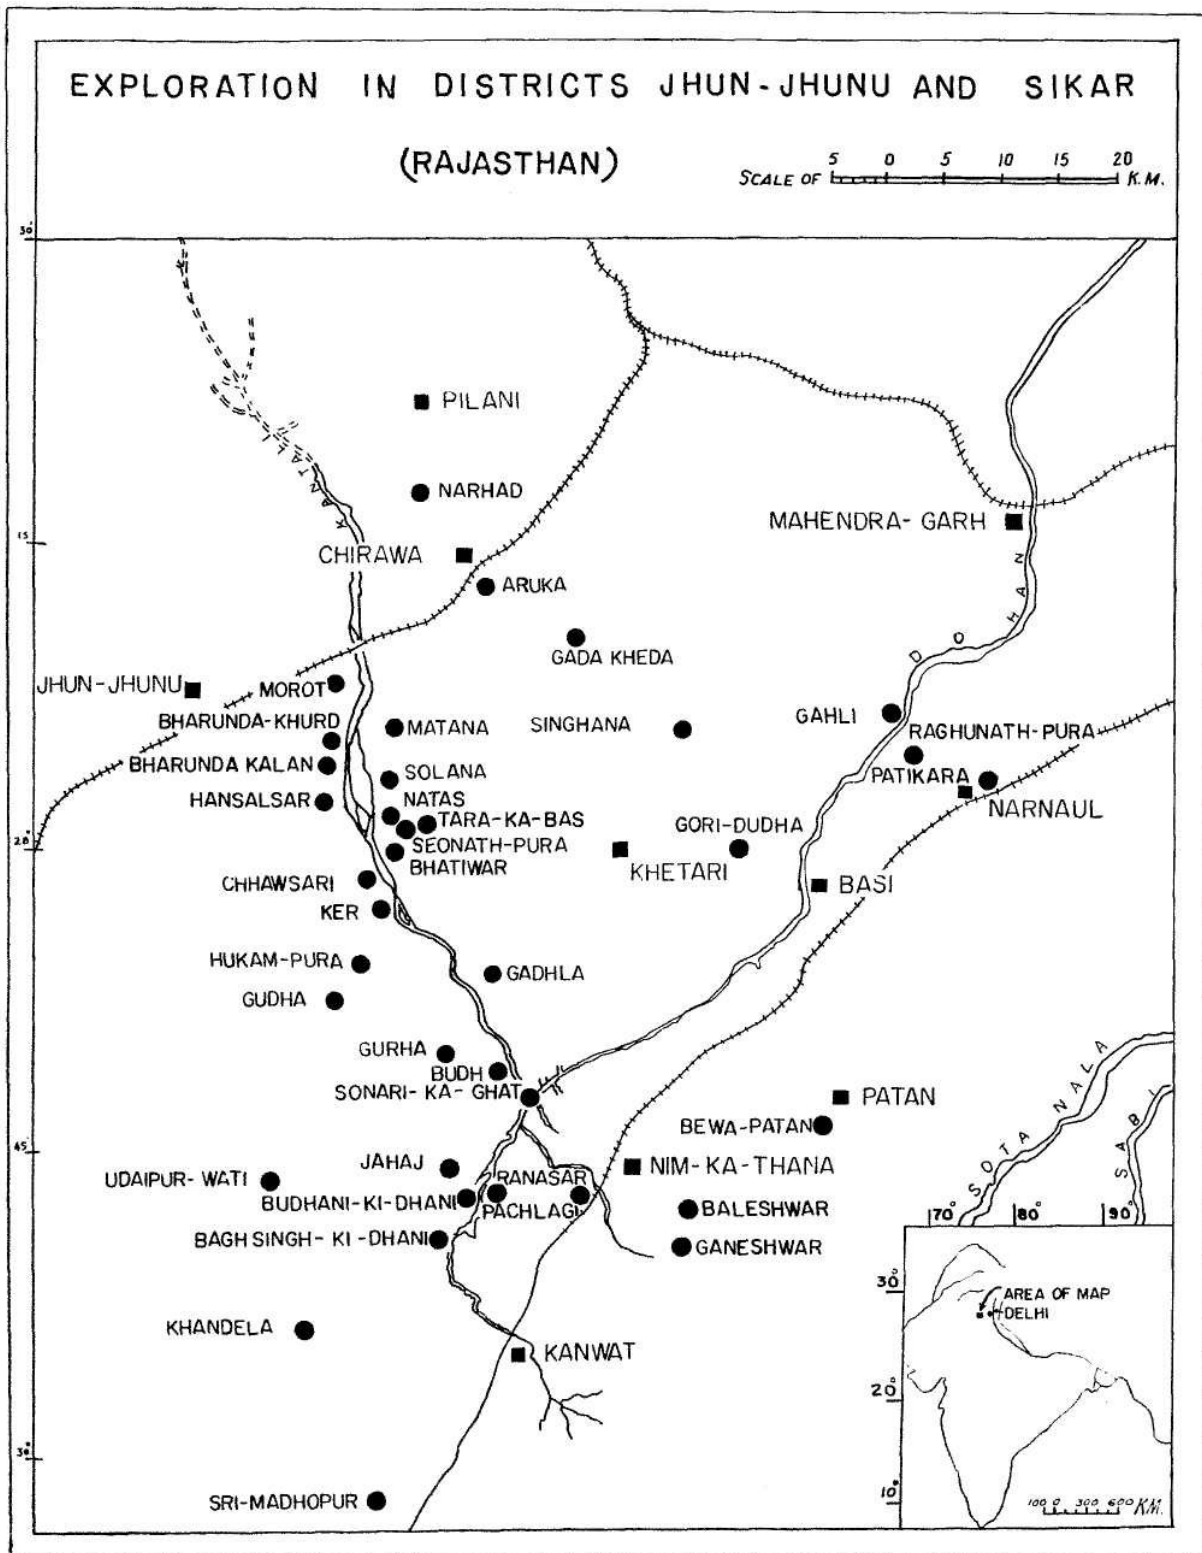 EXPLORATION IN DISTRICTS JHUN-JHUNU AND SIKAR
(RAJASTHAN)
SCALE OF 5 0 5 10 15 20 K.M.
30'
PILANI
KANTALI
NARHAD
MAHENDRA-GARH
15'
CHIRAWA
ARUKA
DOHAN
GADA KHEDA
JHUN-JHUNU
MOROT
BHARUNDA-KHURD
MATANA
SINGHANA
GAHLI
RAGHUNATH-PURA
BHARUNDA KALAN
SOLANA
PATIKARA
HANSALSAR
NATAS
NARNAUL
TARA-KA-BAS
GORI-DUDHA
SEONATH-PURA
28°
BHATIWAR
KHETARI
CHHAWSARI
BASI
KER
HUKAM-PURA
GADHLA
GUDHA
GURHA
BUDH
SONARI-KA-GHAT
PATAN
SOTA NALA
SABI
BEWA-PATAN
45'
JAHAJ
NIM-KA-THANA
UDAIPUR-WATI
RANASAR
BUDHANI-KI-DHANI
PACHLAGI
BALESHWAR
BAGH SINGH-KI-DHANI
GANESHWAR
KHANDELA
KANWAT
30'
SRI-MADHOPUR
70° 80° 90°
30°
AREA OF MAP
DELHI
20°
10°
100 0 300 600 KM.